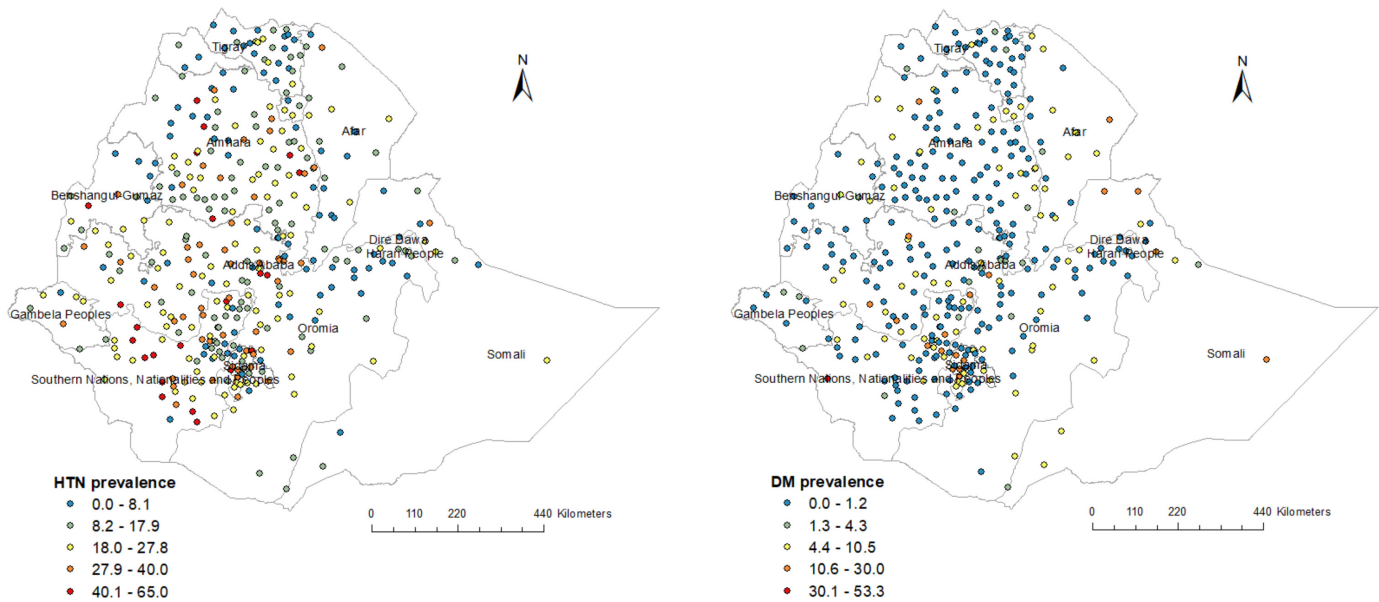 N
Tigray
Afar
Amhara
Benshangul-Gumaz
Dire Dawa
Harari People
Addis Ababa
Gambela Peoples
Oromia
Somali
Sidama
Southern Nations, Nationalities and Peoples
HTN prevalence
0.0 - 8.1
8.2 - 17.9
18.0 - 27.8
27.9 - 40.0
40.1 - 65.0
0 110 220 440 Kilometers
N
Tigray
Afar
Amhara
Benshangul-Gumaz
Dire Dawa
Harari People
Addis Ababa
Gambela Peoples
Oromia
Somali
Sidama
Southern Nations, Nationalities and Peoples
DM prevalence
0.0 - 1.2
1.3 - 4.3
4.4 - 10.5
10.6 - 30.0
30.1 - 53.3
0 110 220 440 Kilometers